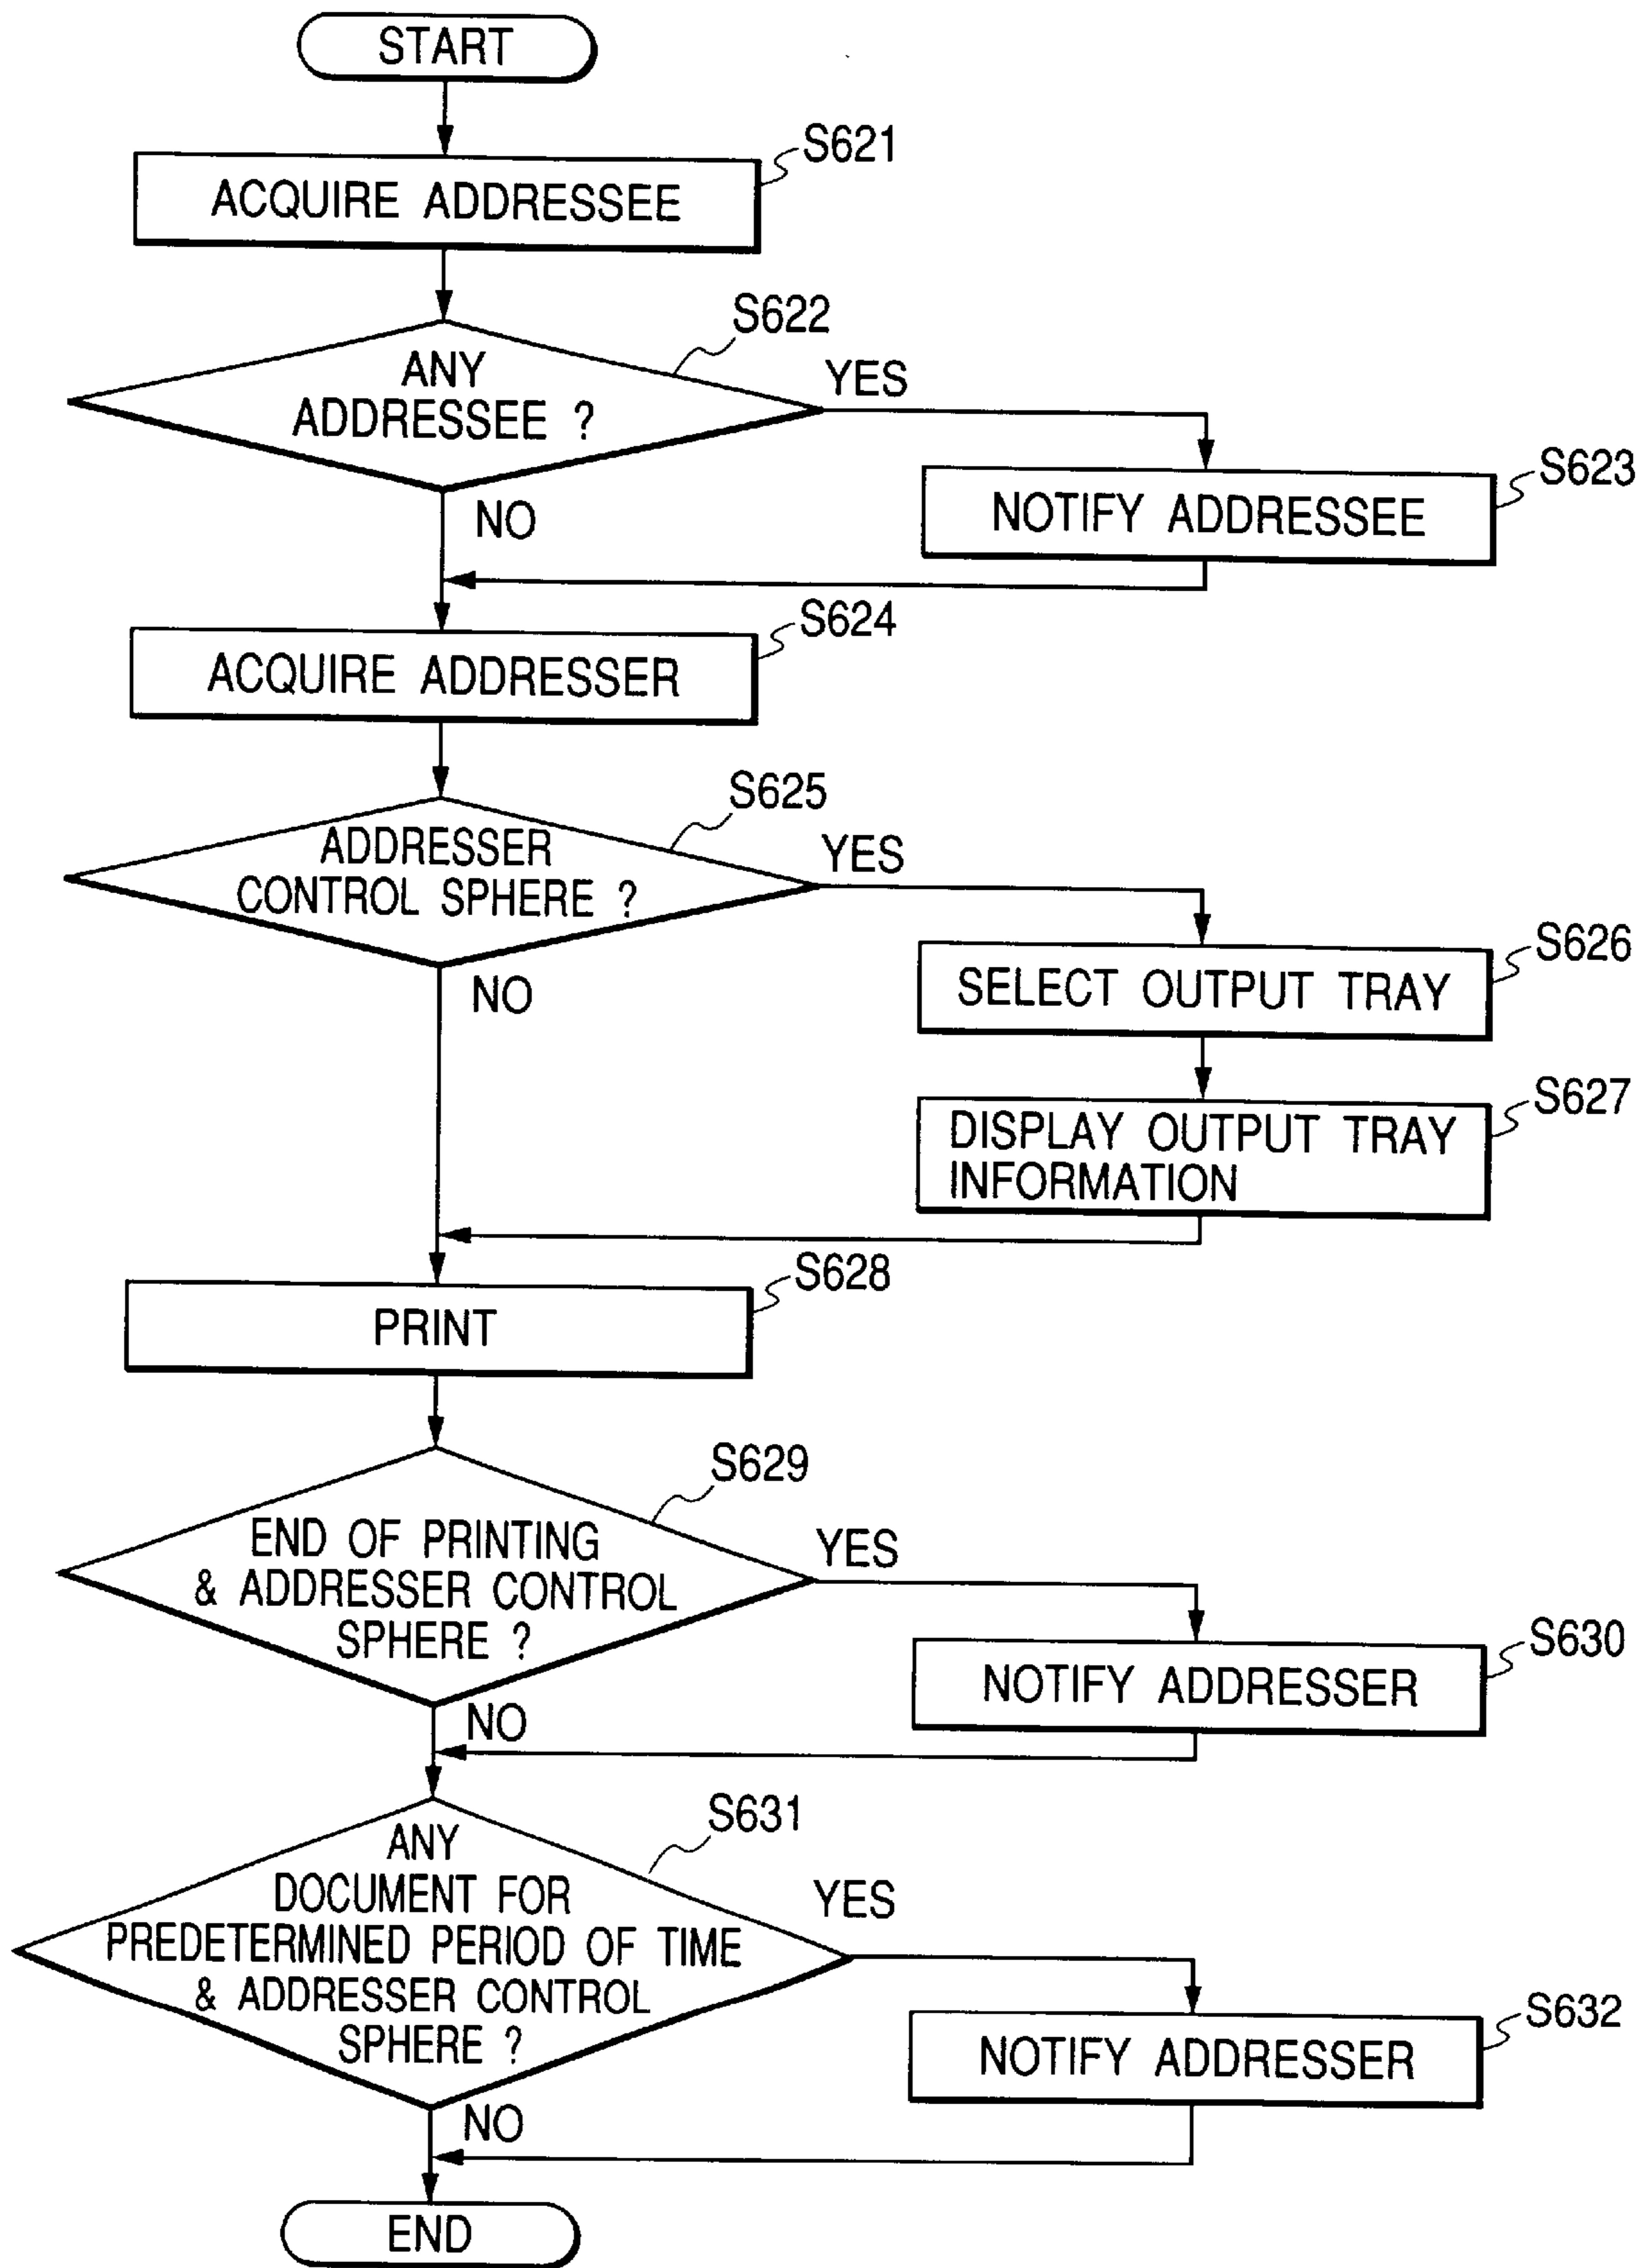 START
S621
ACQUIRE ADDRESSEE
S622
ANY
ADDRESSEE ?
YES
NO
S623
NOTIFY ADDRESSEE
S624
ACQUIRE ADDRESSER
S625
ADDRESSER
CONTROL SPHERE ?
YES
NO
S626
SELECT OUTPUT TRAY
S627
DISPLAY OUTPUT TRAY
INFORMATION
S628
PRINT
S629
END OF PRINTING
& ADDRESSER CONTROL
SPHERE ?
YES
NO
S630
NOTIFY ADDRESSER
S631
ANY
DOCUMENT FOR
PREDETERMINED PERIOD OF TIME
& ADDRESSER CONTROL
SPHERE ?
YES
NO
S632
NOTIFY ADDRESSER
END